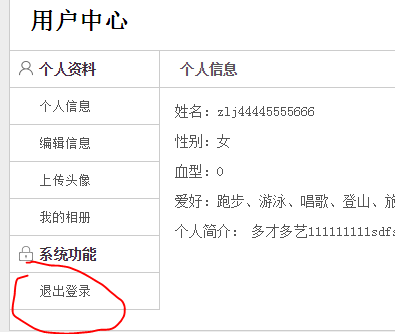 用户中心
个人资料
个人信息
个人信息
姓名：zlj44445555666
编辑信息
性别：女
上传头像
血型：O
我的相册
爱好：跑步、游泳、唱歌、登山、旅
系统功能
个人简介： 多才多艺111111111sdfs
退出登录